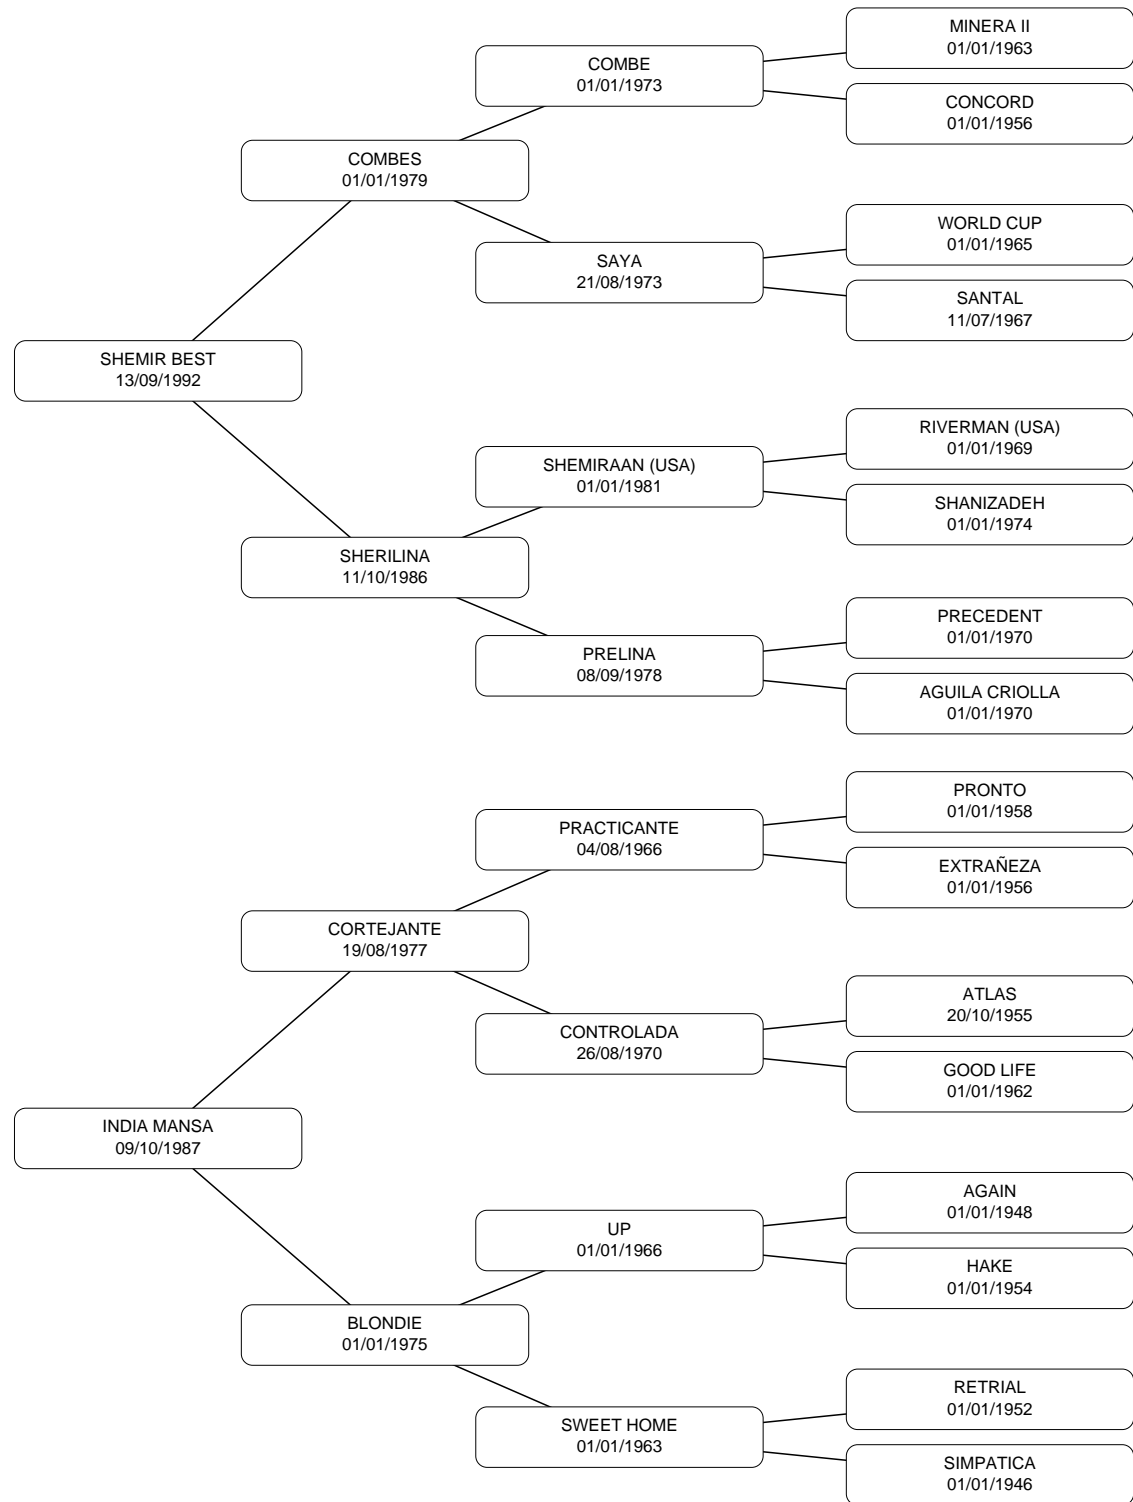 MINERA II
01/01/1963
COMBE
01/01/1973
CONCORD
01/01/1956
COMBES
01/01/1979
WORLD CUP
01/01/1965
SAYA
21/08/1973
SANTAL
11/07/1967
SHEMIR BEST
13/09/1992
RIVERMAN (USA)
01/01/1969
SHEMIRAAN (USA)
01/01/1981
SHANIZADEH
01/01/1974
SHERILINA
11/10/1986
PRECEDENT
01/01/1970
PRELINA
08/09/1978
AGUILA CRIOLLA
01/01/1970
PRONTO
01/01/1958
PRACTICANTE
04/08/1966
EXTRAÑEZA
01/01/1956
CORTEJANTE
19/08/1977
ATLAS
20/10/1955
CONTROLADA
26/08/1970
GOOD LIFE
01/01/1962
INDIA MANSA
09/10/1987
AGAIN
01/01/1948
UP
01/01/1966
HAKE
01/01/1954
BLONDIE
01/01/1975
RETRIAL
01/01/1952
SWEET HOME
01/01/1963
SIMPATICA
01/01/1946